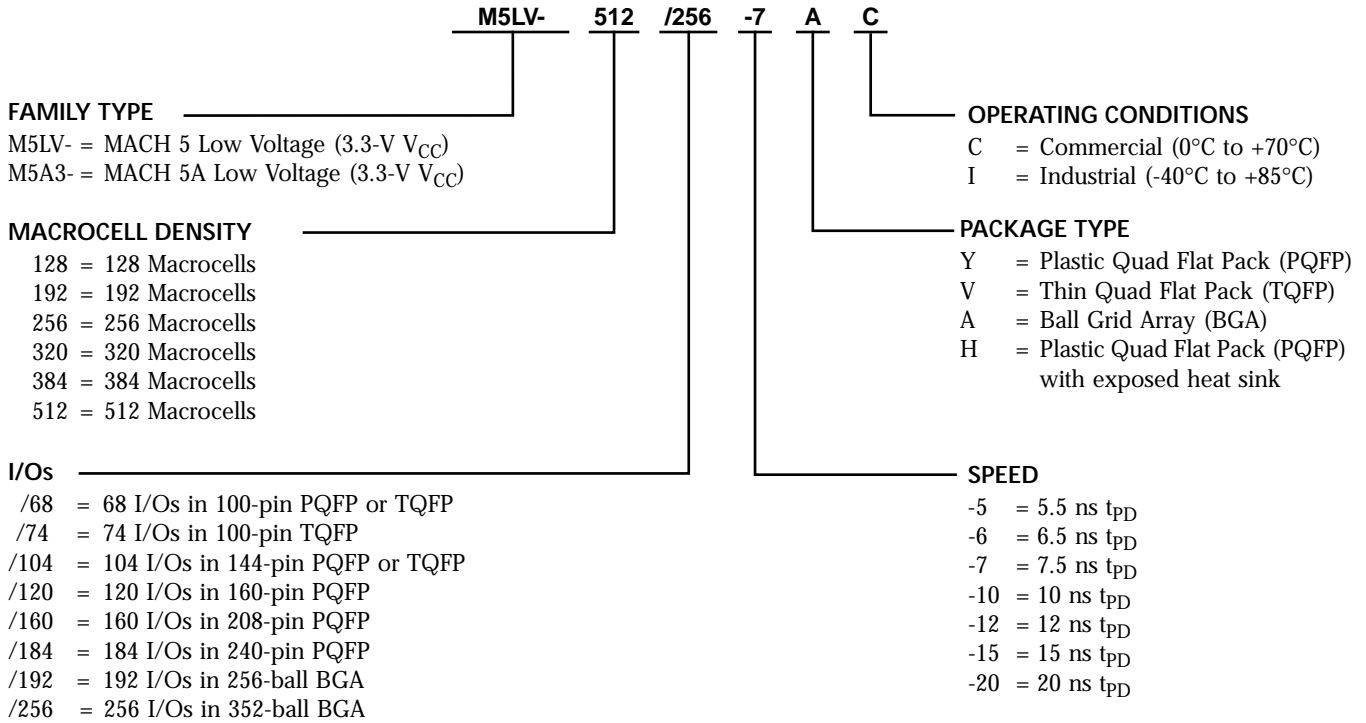 M5LV- 512 /256 -7 A C
FAMILY TYPE
M5LV- = MACH 5 Low Voltage (3.3-V VCC)
M5A3- = MACH 5A Low Voltage (3.3-V VCC)
MACROCELL DENSITY
128 = 128 Macrocells
192 = 192 Macrocells
256 = 256 Macrocells
320 = 320 Macrocells
384 = 384 Macrocells
512 = 512 Macrocells
I/Os
/68 = 68 I/Os in 100-pin PQFP or TQFP
/74 = 74 I/Os in 100-pin TQFP
/104 = 104 I/Os in 144-pin PQFP or TQFP
/120 = 120 I/Os in 160-pin PQFP
/160 = 160 I/Os in 208-pin PQFP
/184 = 184 I/Os in 240-pin PQFP
/192 = 192 I/Os in 256-ball BGA
/256 = 256 I/Os in 352-ball BGA
OPERATING CONDITIONS
C = Commercial (0°C to +70°C)
I = Industrial (-40°C to +85°C)
PACKAGE TYPE
Y = Plastic Quad Flat Pack (PQFP)
V = Thin Quad Flat Pack (TQFP)
A = Ball Grid Array (BGA)
H = Plastic Quad Flat Pack (PQFP)
with exposed heat sink
SPEED
-5 = 5.5 ns tPD
-6 = 6.5 ns tPD
-7 = 7.5 ns tPD
-10 = 10 ns tPD
-12 = 12 ns tPD
-15 = 15 ns tPD
-20 = 20 ns tPD